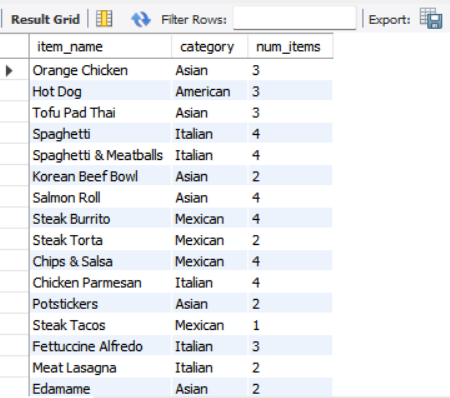 Result Grid Filter Rows: Export:
item_name category num_items
Orange Chicken Asian 3
Hot Dog American 3
Tofu Pad Thai Asian 3
Spaghetti Italian 4
Spaghetti & Meatballs Italian 4
Korean Beef Bowl Asian 2
Salmon Roll Asian 4
Steak Burrito Mexican 4
Steak Torta Mexican 2
Chips & Salsa Mexican 4
Chicken Parmesan Italian 4
Potstickers Asian 2
Steak Tacos Mexican 1
Fettuccine Alfredo Italian 3
Meat Lasagna Italian 2
Edamame Asian 2